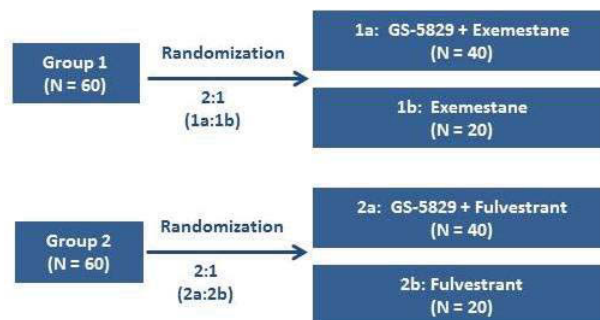 Group 1
(N = 60)
Randomization
2:1
(1a:1b)
1a: GS-5829 + Exemestane
(N = 40)
1b: Exemestane
(N = 20)
Group 2
(N = 60)
Randomization
2:1
(2a:2b)
2a: GS-5829 + Fulvestrant
(N = 40)
2b: Fulvestrant
(N = 20)